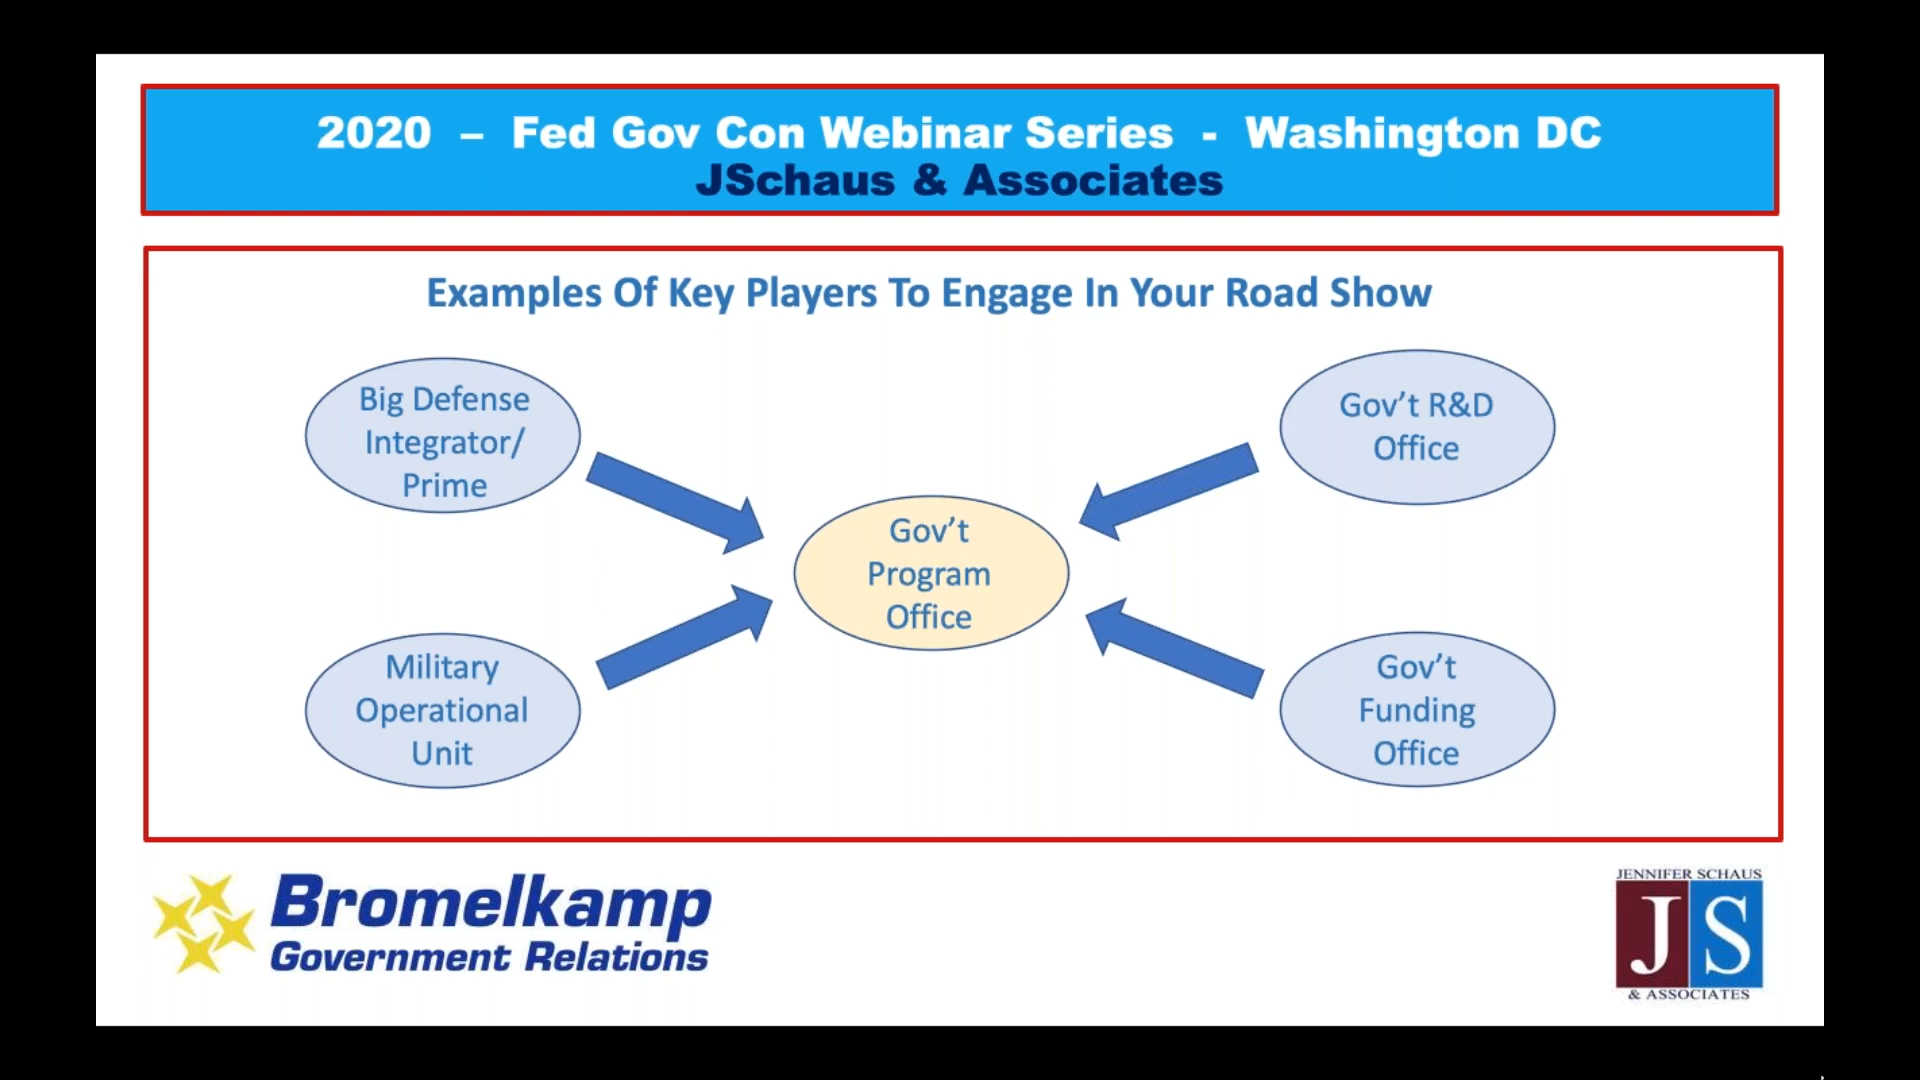 2020 – Fed Gov Con Webinar Series - Washington DC
JSchaus & Associates
Examples Of Key Players To Engage In Your Road Show
Big Defense
Integrator/
Prime
Gov’t R&D
Office
Gov’t
Program
Office
Military
Operational
Unit
Gov’t
Funding
Office
Bromelkamp
Government Relations
JENNIFER SCHAUS
JS
& ASSOCIATES